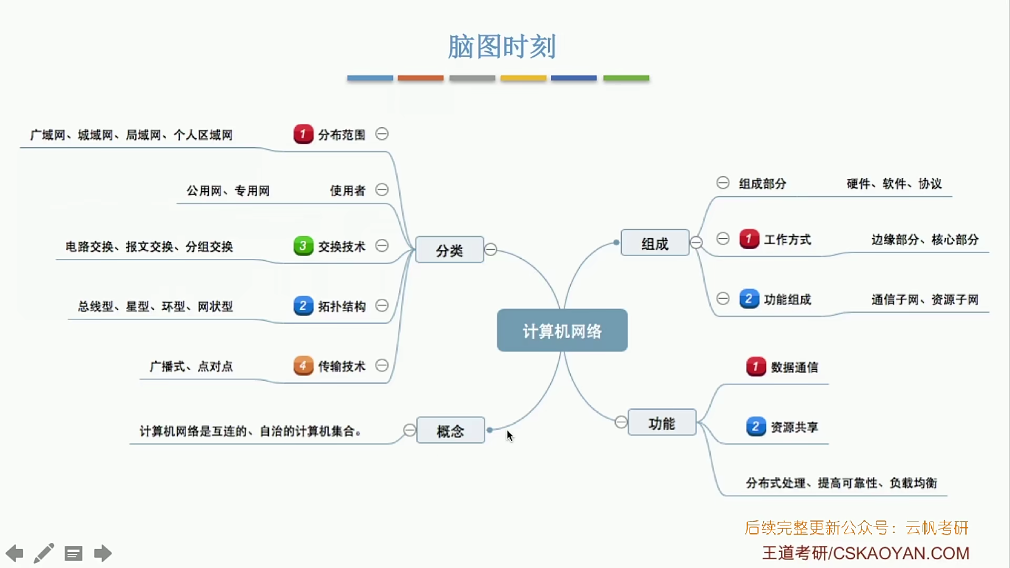 脑图时刻
广域网、城域网、局域网、个人区域网
1 分布范围
公用网、专用网
使用者
电路交换、报文交换、分组交换
3 交换技术
总线型、星型、环型、网状型
2 拓扑结构
广播式、点对点
4 传输技术
分类
计算机网络是互连的、自治的计算机集合。
概念
计算机网络
组成
组成部分
硬件、软件、协议
1 工作方式
边缘部分、核心部分
2 功能组成
通信子网、资源子网
功能
1 数据通信
2 资源共享
分布式处理、提高可靠性、负载均衡
后续完整更新公众号：云帆考研
王道考研/CSKAOYAN.COM